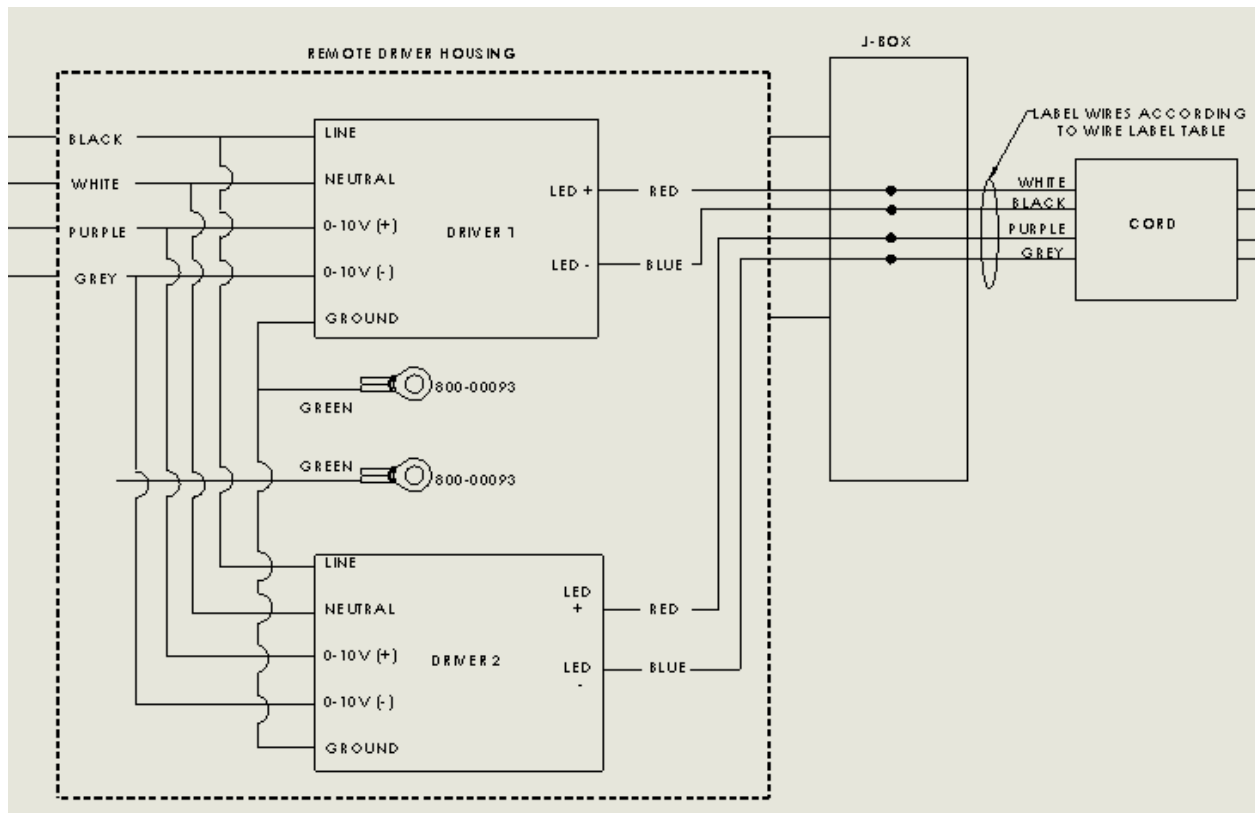 REMOTE DRIVER HOUSING
J-BOX
LABEL WIRES ACCORDING
TO WIRE LABEL TABLE
BLACK
WHITE
PURPLE
GREY
LINE
NEUTRAL
0-10V (+)
0-10V (-)
GROUND
DRIVER 1
LED +
LED -
RED
BLUE
WHITE
BLACK
PURPLE
GREY
CORD
800-00093
GREEN
GREEN
800-00093
LINE
NEUTRAL
0-10V (+)
0-10V (-)
GROUND
DRIVER 2
LED
+
LED
-
RED
BLUE